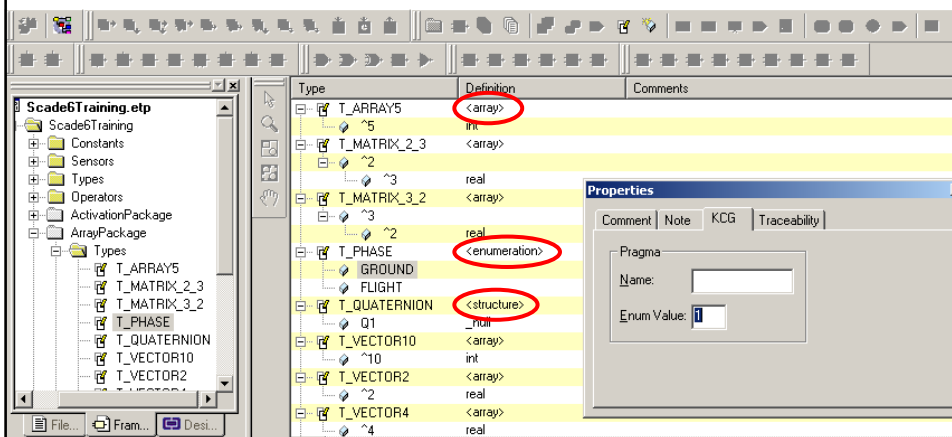 Scade6Training.etp
Scade6Training
Constants
Sensors
Types
Operators
ActivationPackage
ArrayPackage
Types
T_ARRAY5
T_MATRIX_2_3
T_MATRIX_3_2
T_PHASE
T_QUATERNION
T_VECTOR10
T_VECTOR2
File...
Fram...
Desi...
Type Definition Comments
T_ARRAY5 <array>
^5 int
T_MATRIX_2_3 <array>
^2
^3 real
T_MATRIX_3_2 <array>
^3
^2 real
T_PHASE <enumeration>
GROUND
FLIGHT
T_QUATERNION <structure>
Q1 _null
T_VECTOR10 <array>
^10 int
T_VECTOR2 <array>
^2 real
T_VECTOR4 <array>
^4 real
Properties
Comment Note KCG Traceability
Pragma
Name:
Enum Value: 1